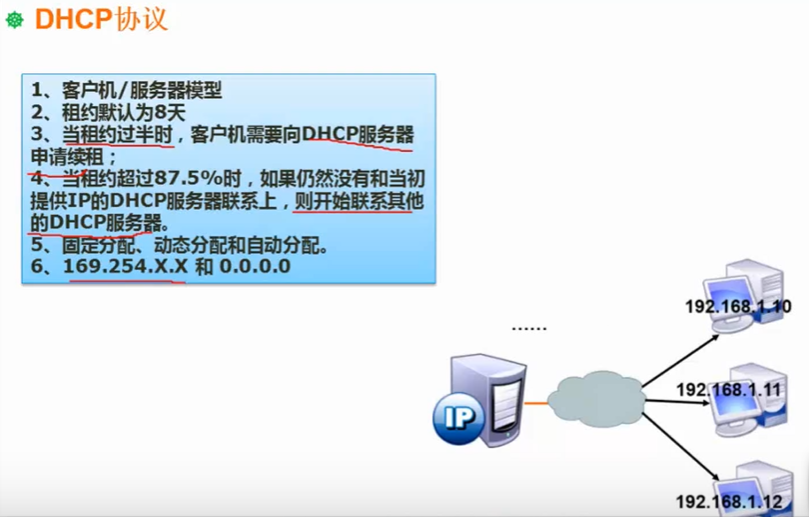 DHCP协议
1、客户机/服务器模型
2、租约默认为8天
3、当租约过半时，客户机需要向DHCP服务器
申请续租；
4、当租约超过87.5%时，如果仍然没有和当初
提供IP的DHCP服务器联系上，则开始联系其他
的DHCP服务器。
5、固定分配、动态分配和自动分配。
6、169.254.X.X 和 0.0.0.0
192.168.1.10
......
IP
192.168.1.11
192.168.1.12